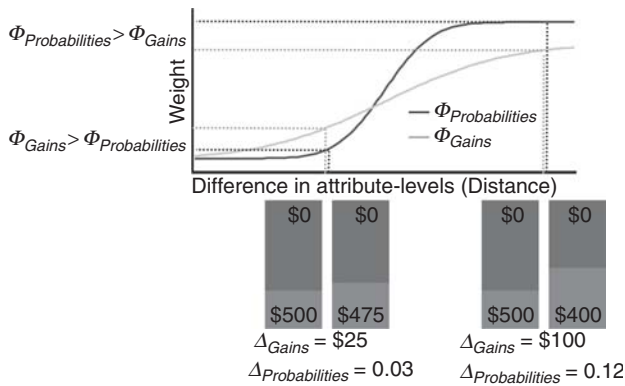 Φ_Probabilities > Φ_Gains
Φ_Gains > Φ_Probabilities
Weight
Φ_Probabilities
Φ_Gains
Difference in attribute-levels (Distance)
$0 $0 $0 $0
$500 $475 $500 $400
Δ_Gains = $25 Δ_Gains = $100
Δ_Probabilities = 0.03 Δ_Probabilities = 0.12